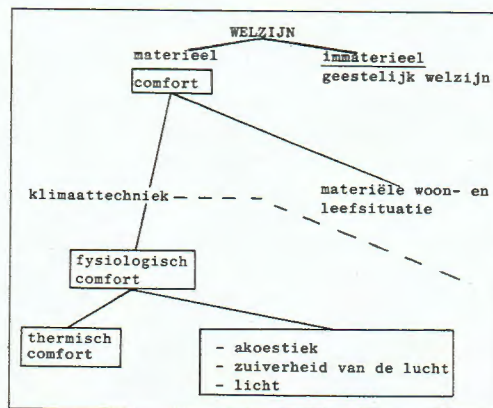 WELZIJN
materieel
immaterieel
geestelijk welzijn
comfort
klimaattechniek
materiële woon- en
leefsituatie
fysiologisch
comfort
thermisch
comfort
- akoestiek
- zuiverheid van de lucht
- licht